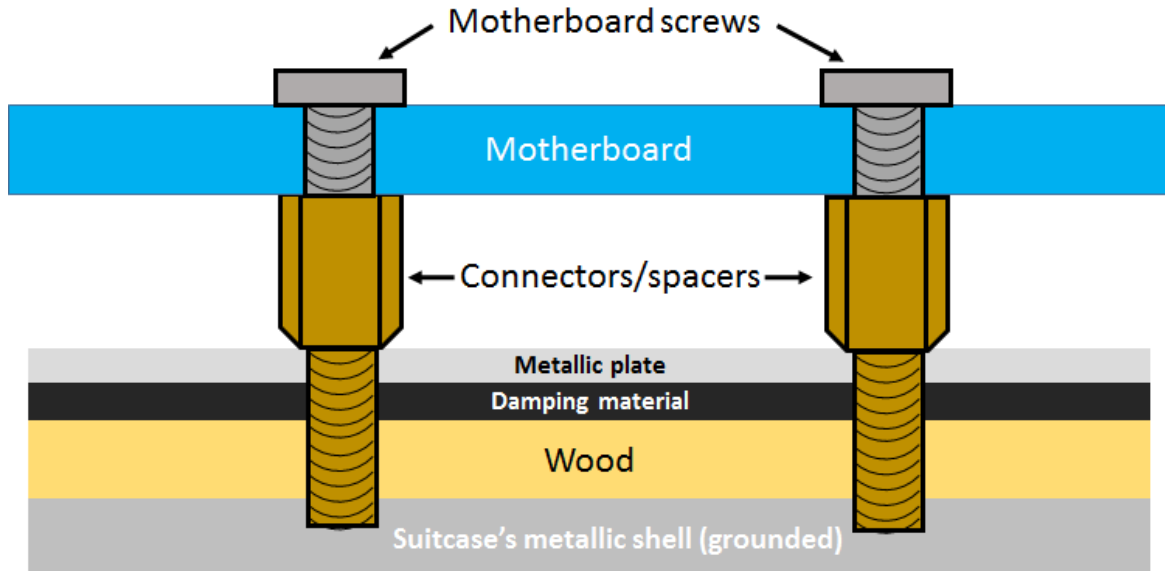 Motherboard screws
Motherboard
Connectors/spacers
Metallic plate
Damping material
Wood
Suitcase's metallic shell (grounded)